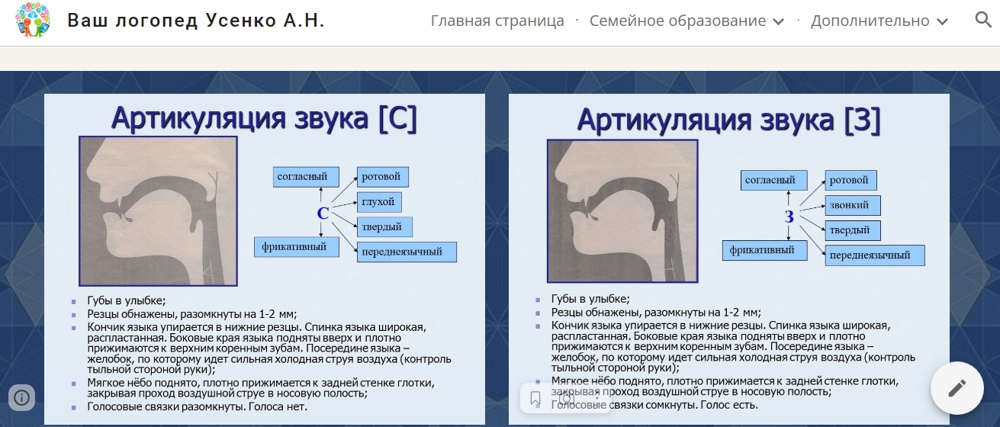 Ваш логопед Усенко А.Н.
Главная страница · Семейное образование · Дополнительно
Артикуляция звука [С]
согласный
ротовой
глухой
С
твердый
фрикативный
переднеязычный
Губы в улыбке;
Резцы обнажены, разомкнуты на 1-2 мм;
Кончик языка упирается в нижние резцы. Спинка языка широкая,
распластанная. Боковые края языка подняты вверх и плотно
прижимаются к верхним коренным зубам. Посередине языка –
желобок, по которому идет сильная холодная струя воздуха (контроль
тыльной стороной руки);
Мягкое нёбо поднято, плотно прижимается к задней стенке глотки,
закрывая проход воздушной струе в носовую полость;
Голосовые связки разомкнуты. Голоса нет.
Артикуляция звука [З]
согласный
ротовой
звонкий
З
твердый
фрикативный
переднеязычный
Губы в улыбке;
Резцы обнажены, разомкнуты на 1-2 мм;
Кончик языка упирается в нижние резцы. Спинка языка широкая,
распластанная. Боковые края языка подняты вверх и плотно
прижимаются к верхним коренным зубам. Посередине языка –
желобок, по которому идет сильная холодная струя воздуха (контроль
тыльной стороной руки);
Мягкое нёбо поднято, плотно прижимается к задней стенке глотки,
закрывая проход воздушной струе в носовую полость;
Голосовые связки сомкнуты. Голос есть.